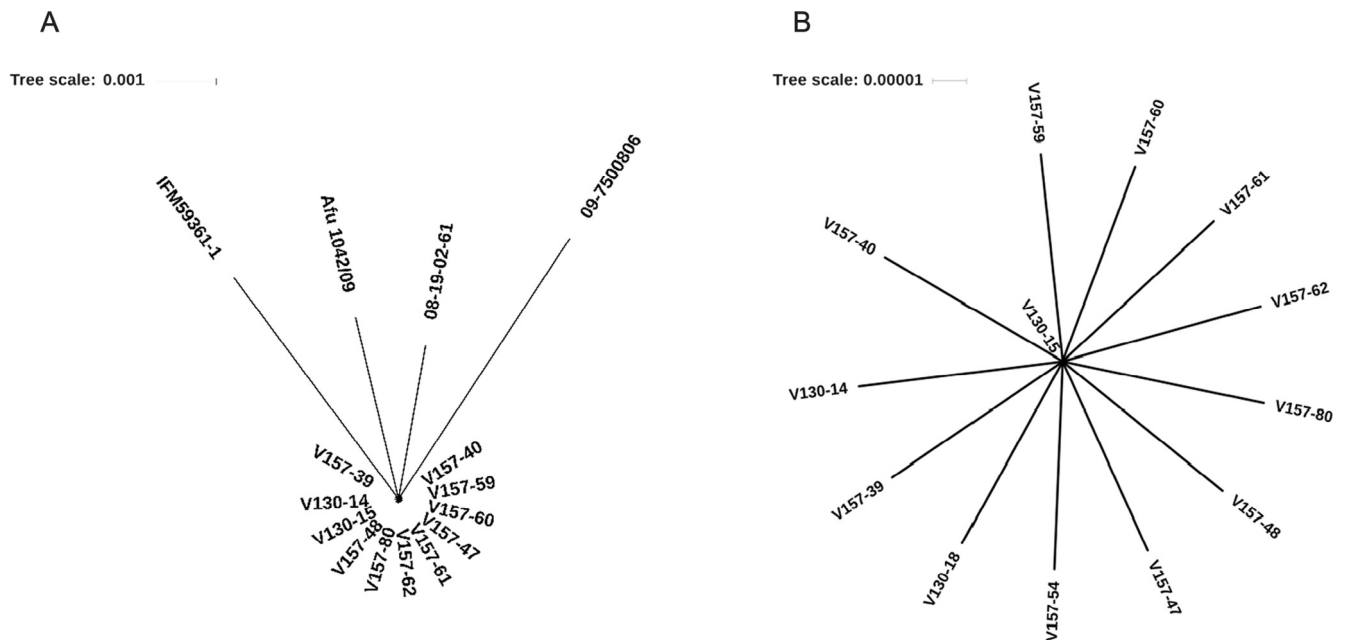 A
Tree scale: 0.001
IFM59361-1
Afu 1042/09
08-19-02-61
09-7500806
V157-39
V130-14
V130-15
V157-48
V157-80
V157-62
V157-61
V157-47
V157-60
V157-59
V157-40
B
Tree scale: 0.00001
V157-59
V157-60
V157-61
V157-62
V157-80
V157-48
V157-47
V157-54
V130-18
V157-39
V130-14
V157-40
V130-15